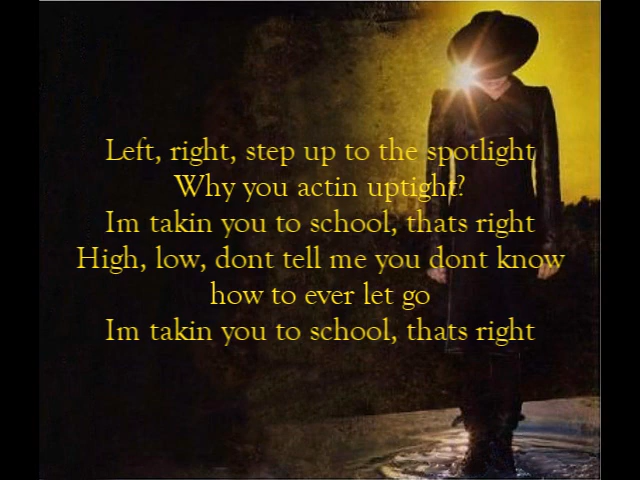 Left, right, step up to the spotlight
Why you actin uptight?
Im takin you to school, thats right
High, low, dont tell me you dont know
how to ever let go
Im takin you to school, thats right